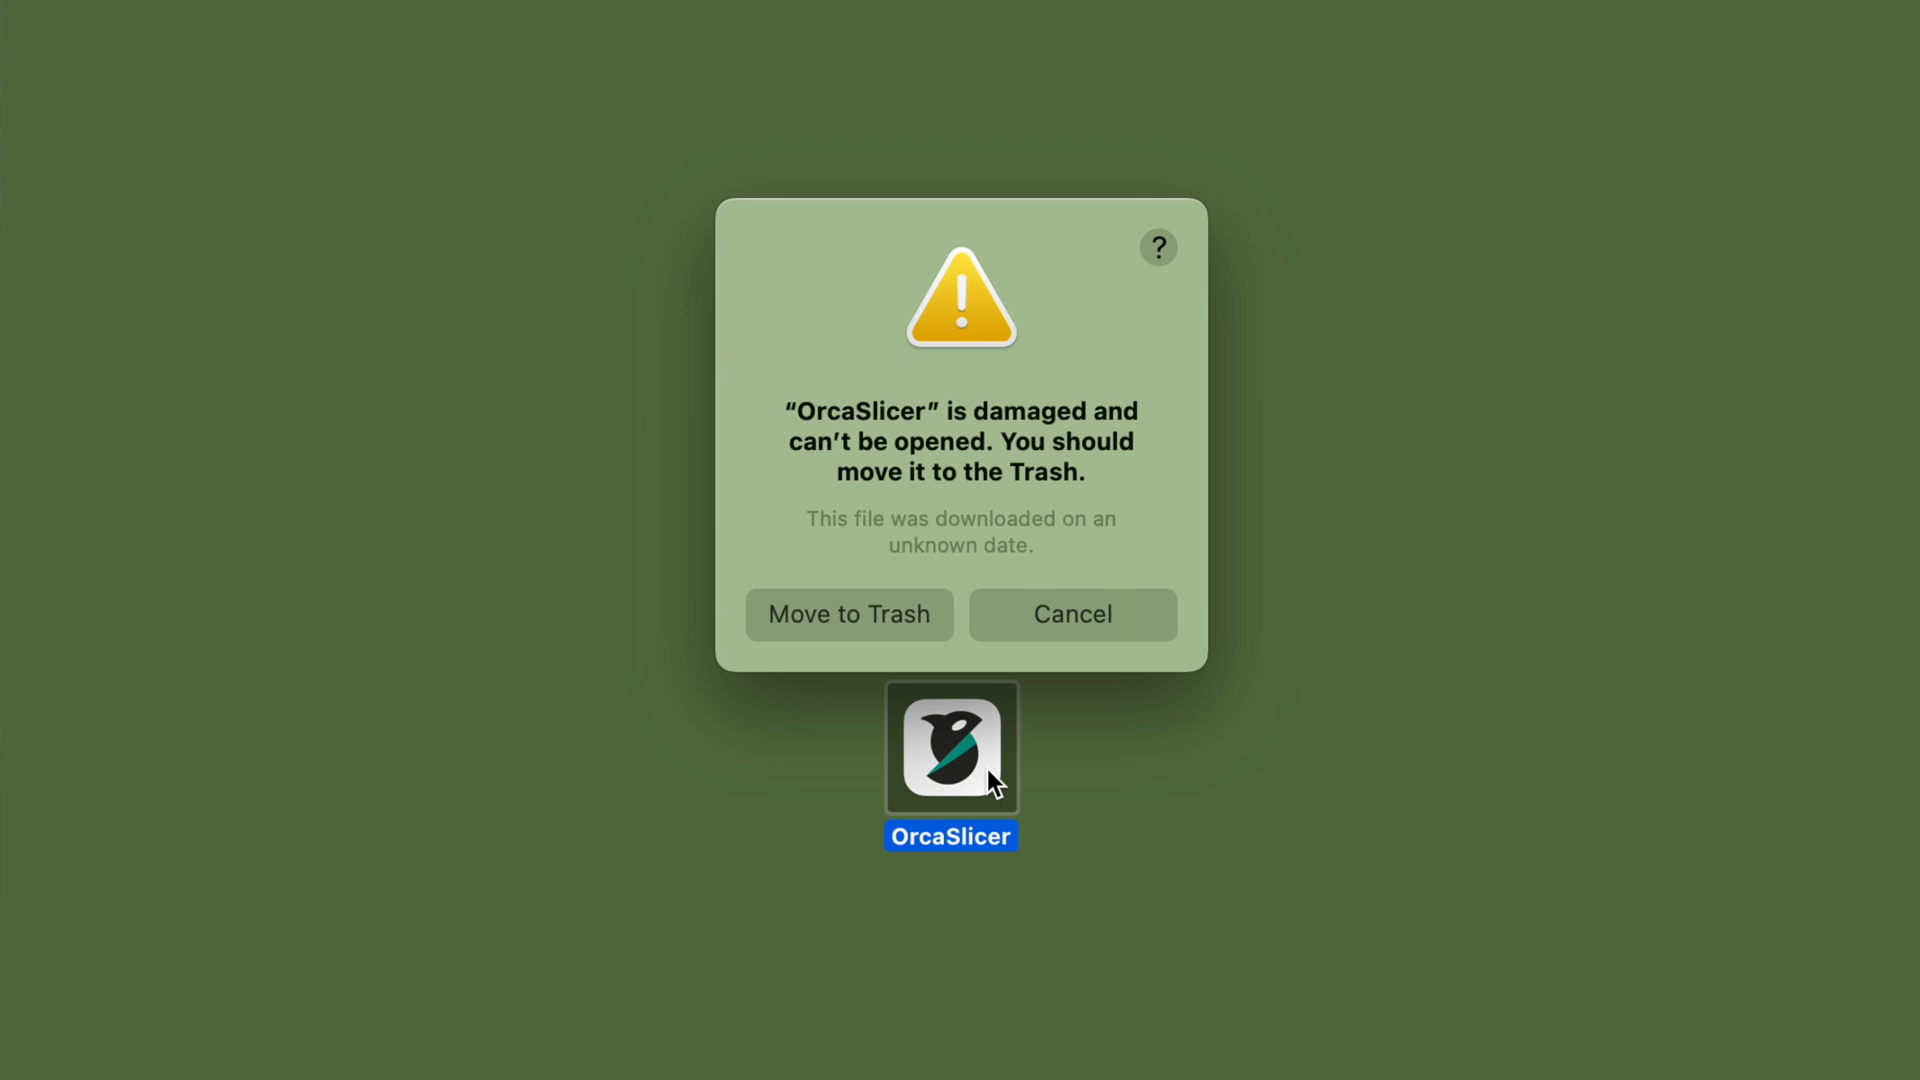 ?
“OrcaSlicer” is damaged and
can’t be opened. You should
move it to the Trash.
This file was downloaded on an
unknown date.
Move to Trash
Cancel
OrcaSlicer